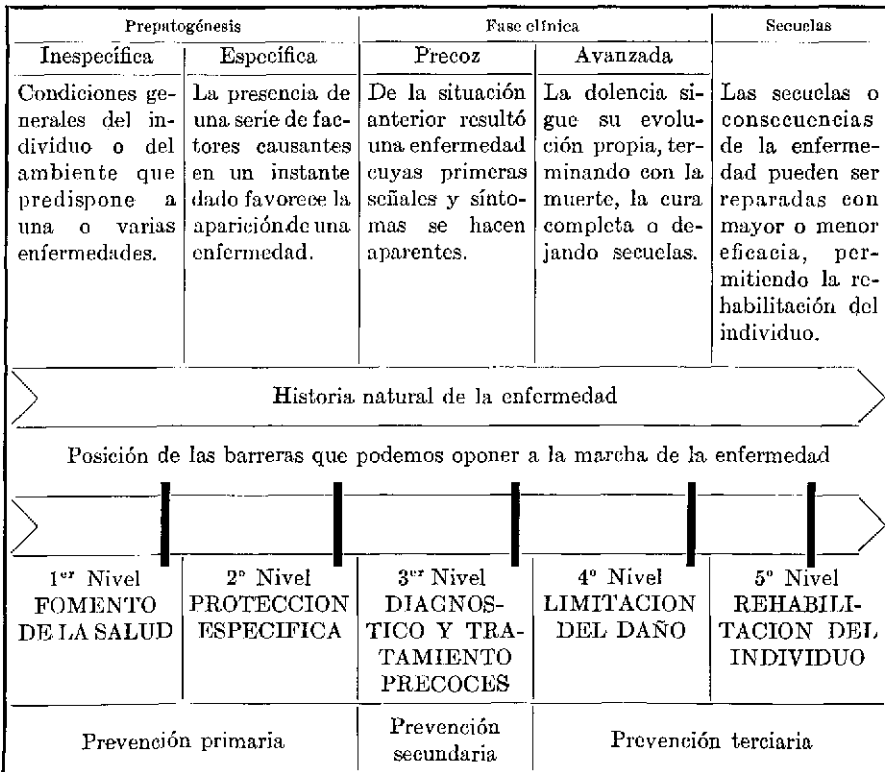 Prepatogénesis
Fase clínica
Secuelas
Inespecífica
Específica
Precoz
Avanzada
Condiciones ge-
nerales del in-
dividuo o del
ambiente que
predispone a
una o varias
enfermedades.
La presencia de
una serie de fac-
tores causantes
en un instante
dado favorece la
aparición de una
enfermedad.
De la situación
anterior resultó
una enfermedad
cuyas primeras
señales y sínto-
mas se hacen
aparentes.
La dolencia si-
gue su evolu-
ción propia, ter-
minando con la
muerte, la cura
completa o de-
jando secuelas.
Las secuelas o
consecuencias
de la enferme-
dad pueden ser
reparadas con
mayor o menor
eficacia, per-
mitiendo la re-
habilitación del
individuo.
Historia natural de la enfermedad
Posición de las barreras que podemos oponer a la marcha de la enfermedad
1er Nivel
FOMENTO
DE LA SALUD
2° Nivel
PROTECCION
ESPECIFICA
3er Nivel
DIAGNOS-
TICO Y TRA-
TAMIENTO
PRECOCES
4° Nivel
LIMITACION
DEL DAÑO
5° Nivel
REHABILI-
TACION DEL
INDIVIDUO
Prevención primaria
Prevención
secundaria
Prevención terciaria